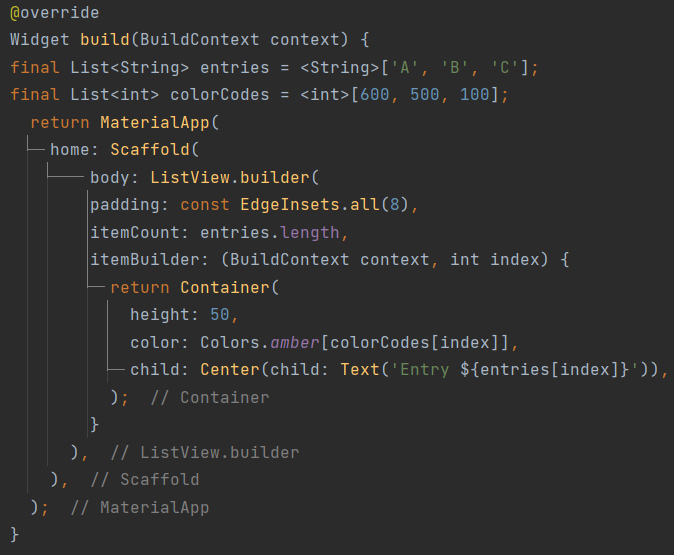 @override
Widget build(BuildContext context) {
final List<String> entries = <String>['A', 'B', 'C'];
final List<int> colorCodes = <int>[600, 500, 100];
  return MaterialApp(
    home: Scaffold(
        body: ListView.builder(
        padding: const EdgeInsets.all(8),
        itemCount: entries.length,
        itemBuilder: (BuildContext context, int index) {
          return Container(
            height: 50,
            color: Colors.amber[colorCodes[index]],
            child: Center(child: Text('Entry ${entries[index]}')),
          );  // Container
        }
      ),  // ListView.builder
    ),  // Scaffold
  );  // MaterialApp
}